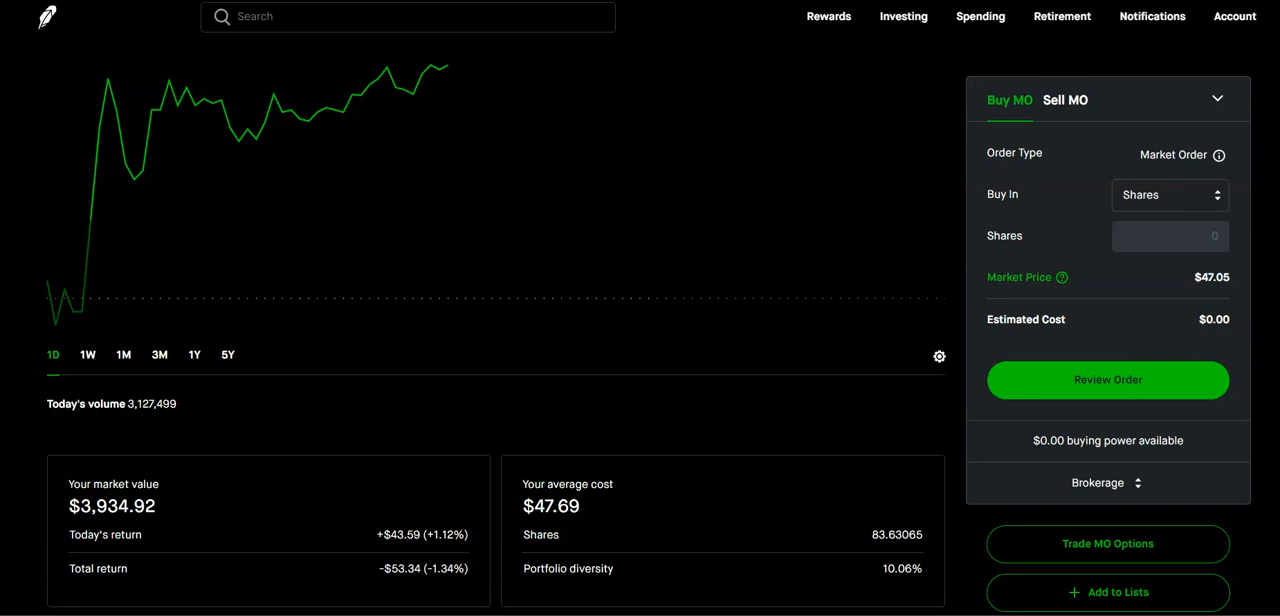 Search
Rewards Investing Spending Retirement Notifications Account
Buy MO Sell MO
Order Type Market Order
Buy In Shares
Shares 0
Market Price $47.05
Estimated Cost $0.00
Review Order
$0.00 buying power available
Brokerage
Trade MO Options
+ Add to Lists
1D 1W 1M 3M 1Y 5Y
Today's volume 3,127,499
Your market value
$3,934.92
Today's return +$43.59 (+1.12%)
Total return -$53.34 (-1.34%)
Your average cost
$47.69
Shares 83.63065
Portfolio diversity 10.06%